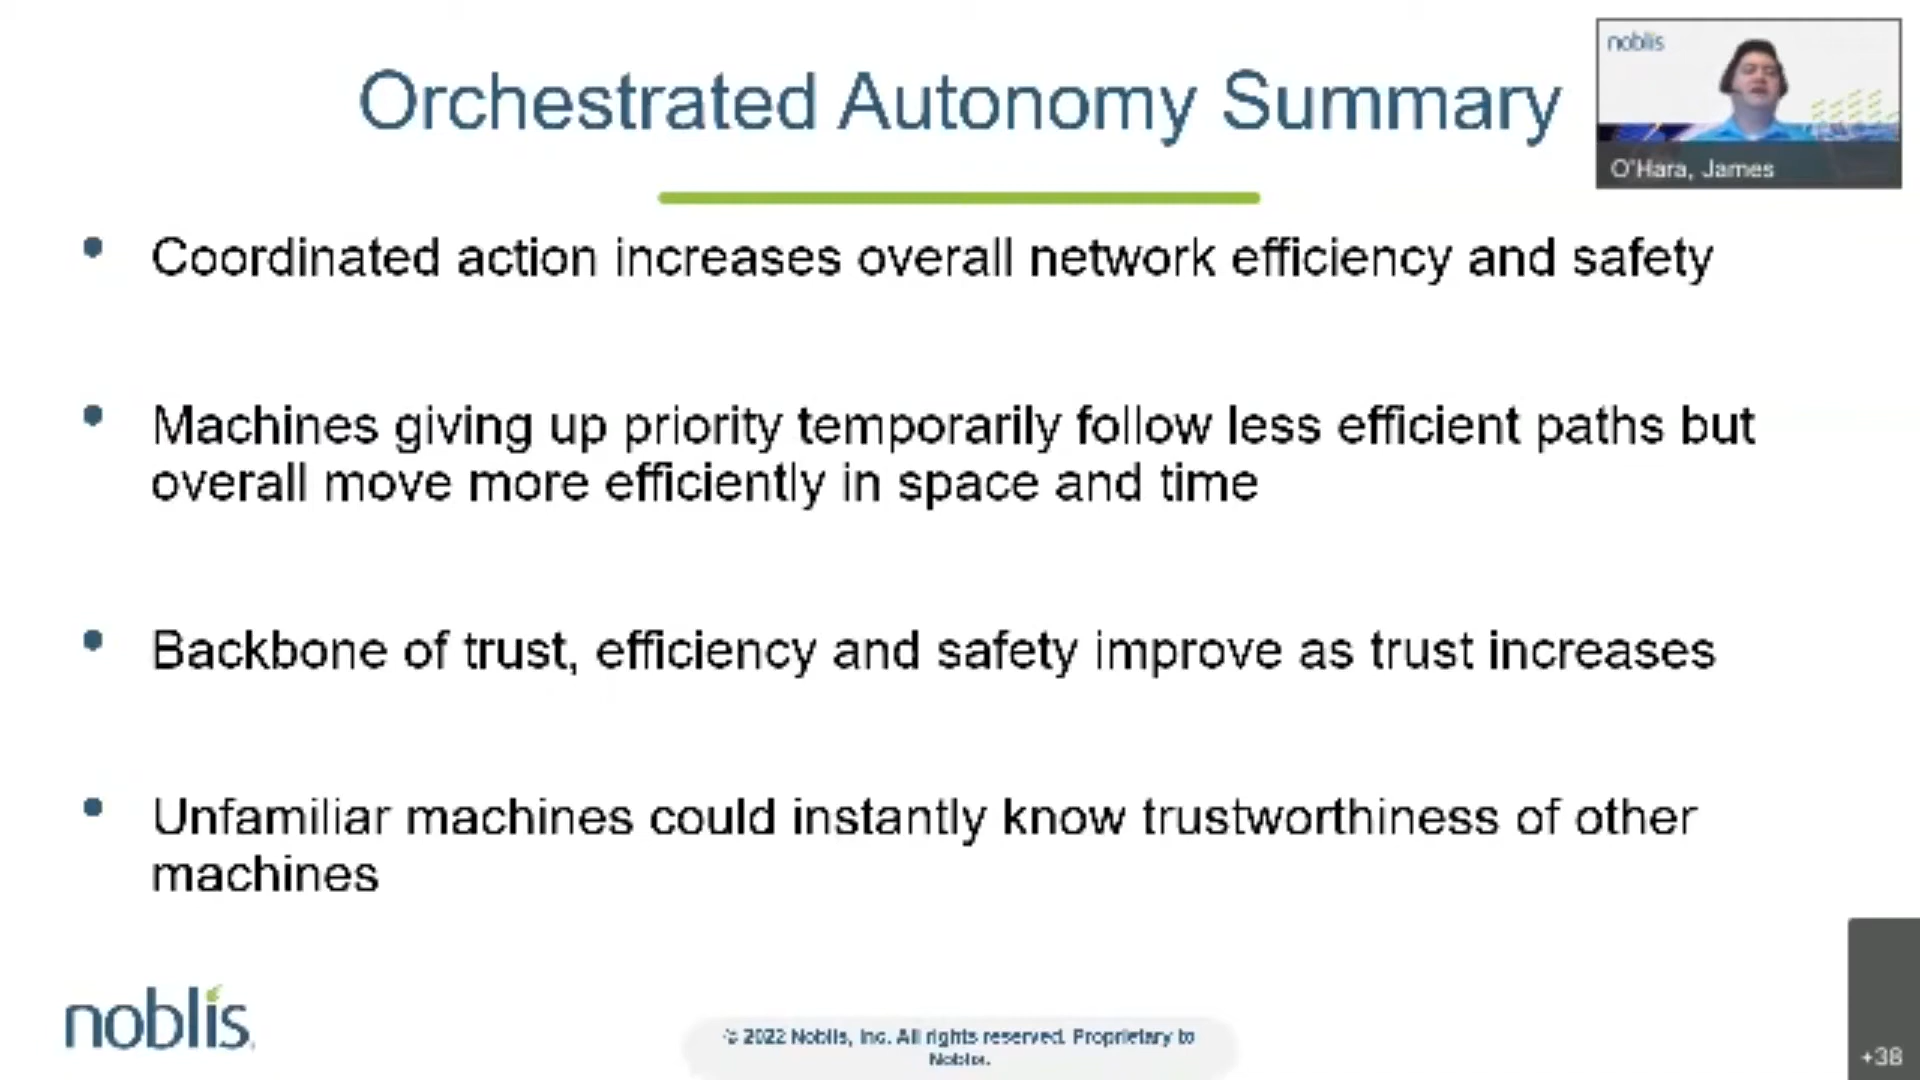 Orchestrated Autonomy Summary
noblis
O'Hara, James
• Coordinated action increases overall network efficiency and safety
• Machines giving up priority temporarily follow less efficient paths but
overall move more efficiently in space and time
• Backbone of trust, efficiency and safety improve as trust increases
• Unfamiliar machines could instantly know trustworthiness of other
machines
noblis
© 2022 Noblis, Inc. All rights reserved. Proprietary to
Noblis.
+38